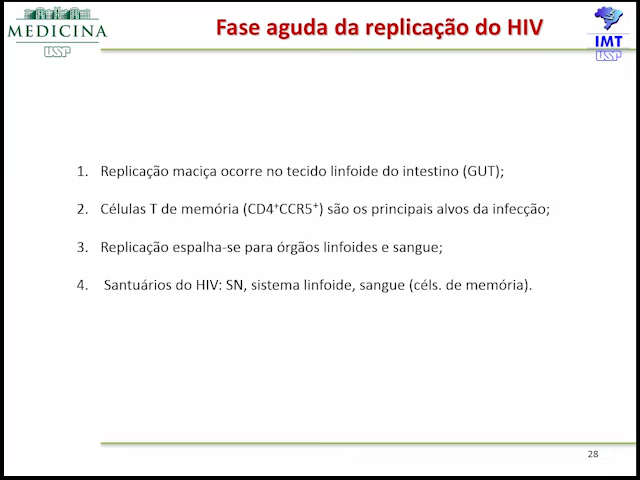 MEDICINA
USP
Fase aguda da replicação do HIV
IMT
USP
1. Replicação maciça ocorre no tecido linfoide do intestino (GUT);
2. Células T de memória (CD4⁺CCR5⁺) são os principais alvos da infecção;
3. Replicação espalha-se para órgãos linfoides e sangue;
4. Santuários do HIV: SN, sistema linfoide, sangue (céls. de memória).
28